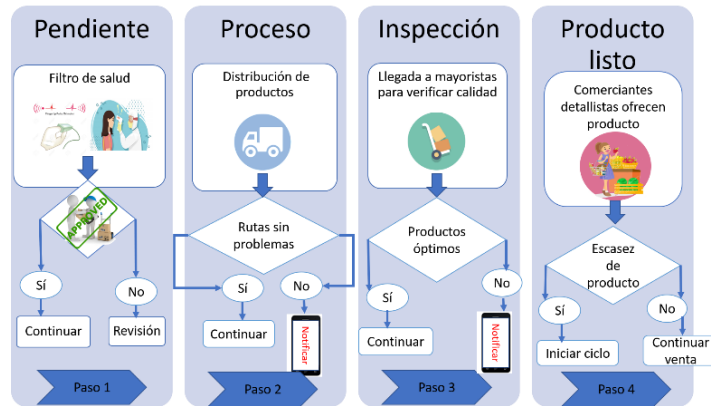 Pendiente
Filtro de salud
APPROVED
Sí
No
Continuar
Revisión
Paso 1
Proceso
Distribución de
productos
Rutas sin
problemas
Sí
No
Continuar
Notificar
Paso 2
Inspección
Llegada a mayoristas
para verificar calidad
Productos
óptimos
Sí
No
Continuar
Notificar
Paso 3
Producto
listo
Comerciantes
detallistas ofrecen
producto
Escasez
de
producto
Sí
No
Iniciar ciclo
Continuar
venta
Paso 4